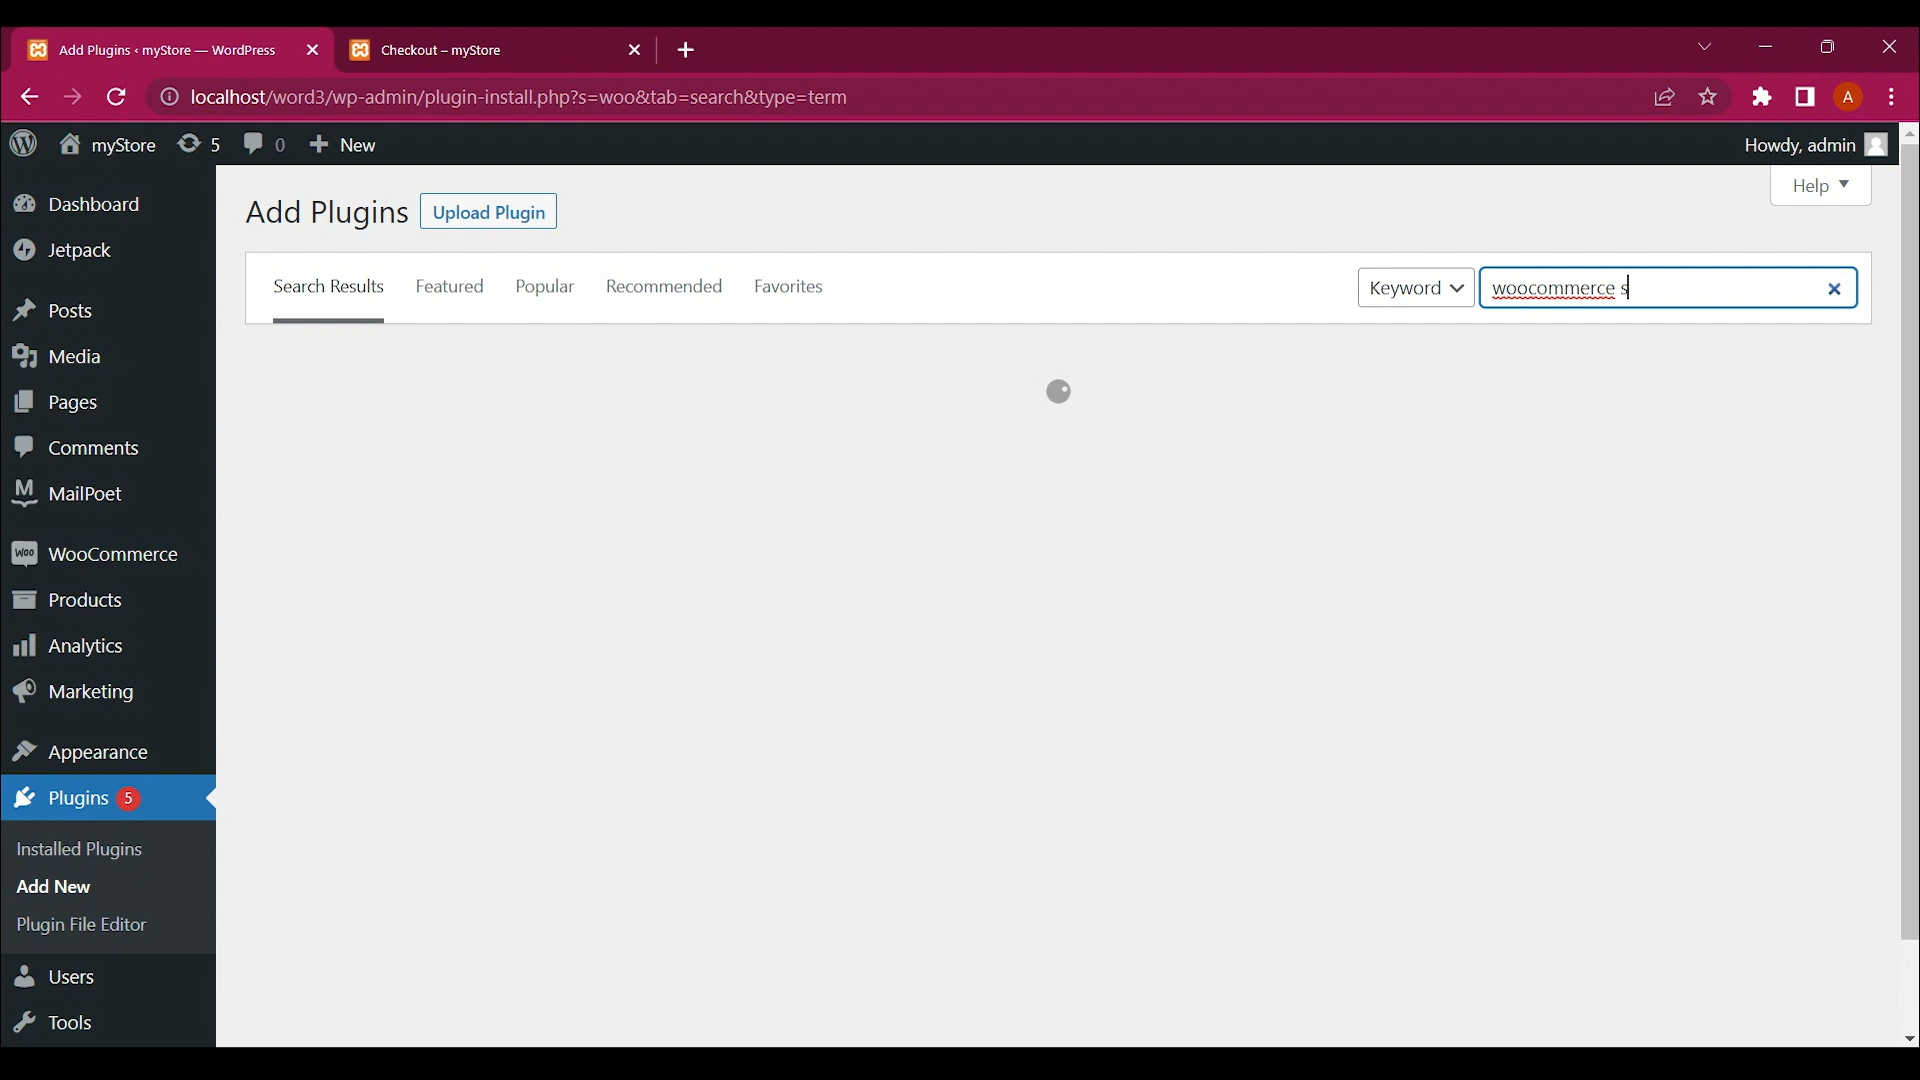 Add Plugins ‹ myStore — WordPress
Checkout – myStore
localhost/word3/wp-admin/plugin-install.php?s=woo&tab=search&type=term
A
myStore 5 0 + New
Howdy, admin
Dashboard
Jetpack
Posts
Media
Pages
Comments
MailPoet
WooCommerce
Products
Analytics
Marketing
Appearance
Plugins 5
Installed Plugins
Add New
Plugin File Editor
Users
Tools
Help
Add Plugins
Upload Plugin
Search Results Featured Popular Recommended Favorites
Keyword
woocommerce s